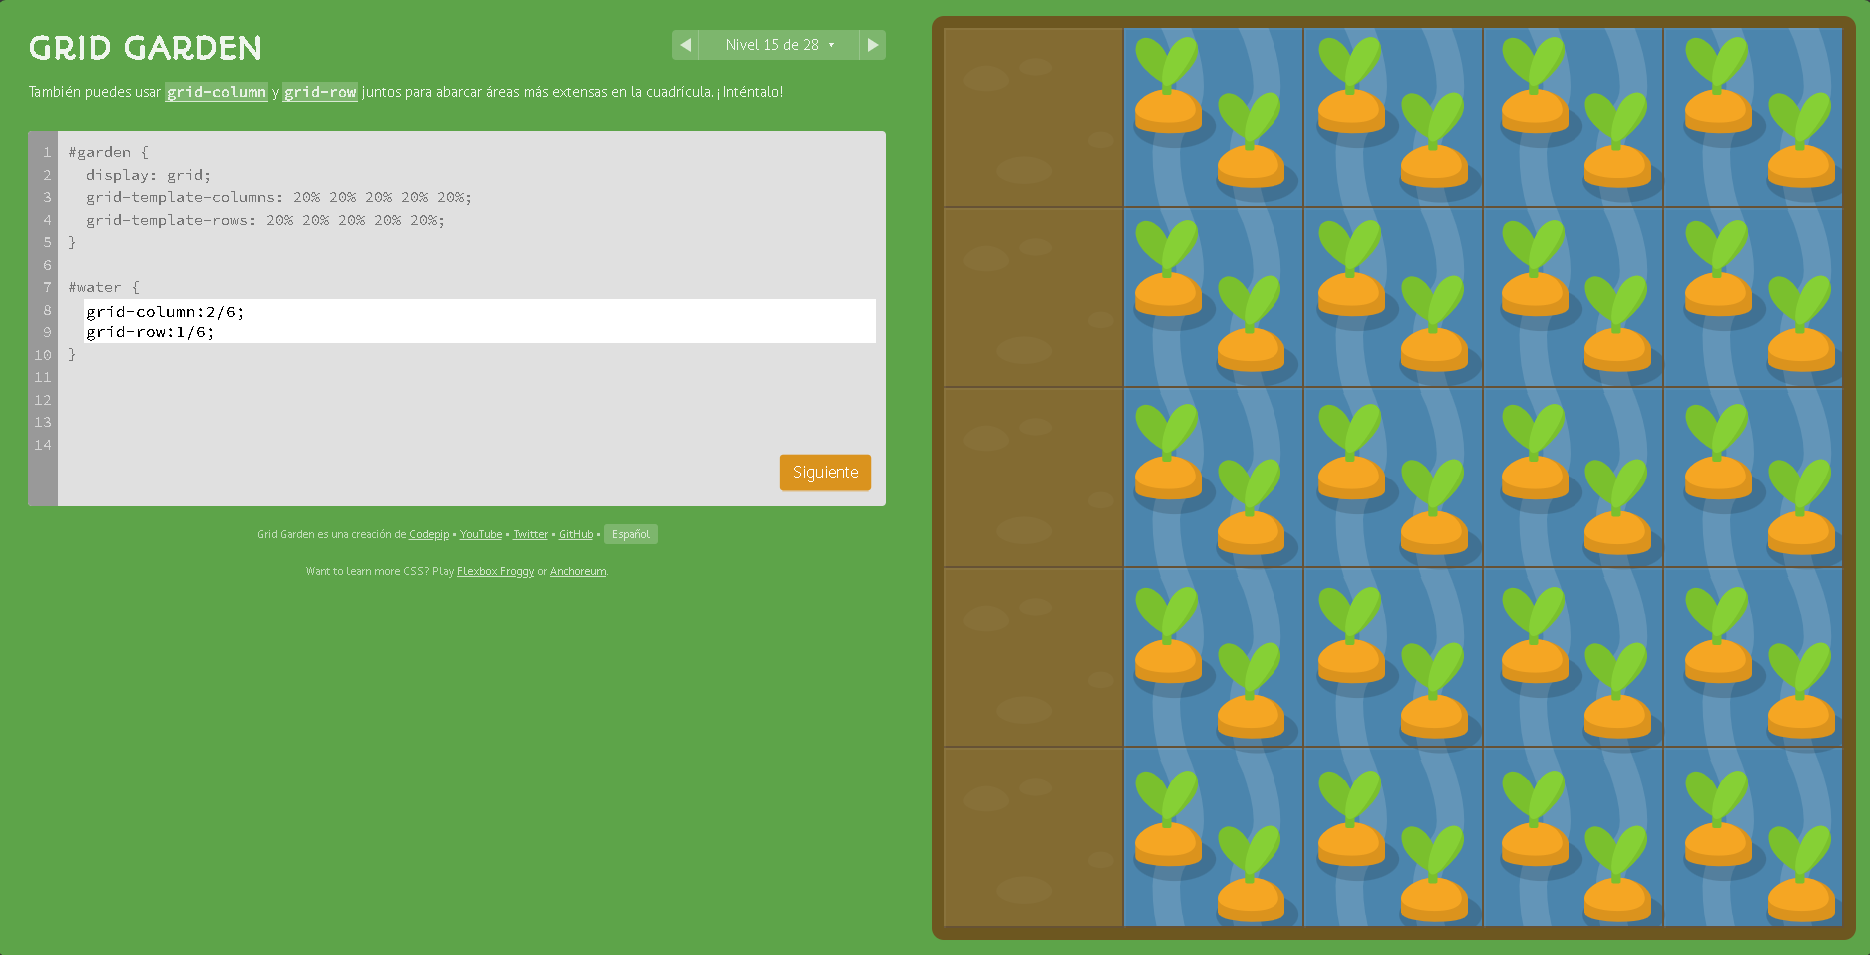 GRID GARDEN
◀ Nivel 15 de 28 ▾ ▶
También puedes usar grid-column y grid-row juntos para abarcar áreas más extensas en la cuadrícula. ¡Inténtalo!
1 #garden {
2 display: grid;
3 grid-template-columns: 20% 20% 20% 20% 20%;
4 grid-template-rows: 20% 20% 20% 20% 20%;
5 }
6
7 #water {
8 grid-column:2/6;
9 grid-row:1/6;
10 }
11
12
13
14
Siguiente
Grid Garden es una creación de Codepip • YouTube • Twitter • GitHub • Español
Want to learn more CSS? Play Flexbox Froggy or Anchoreum.